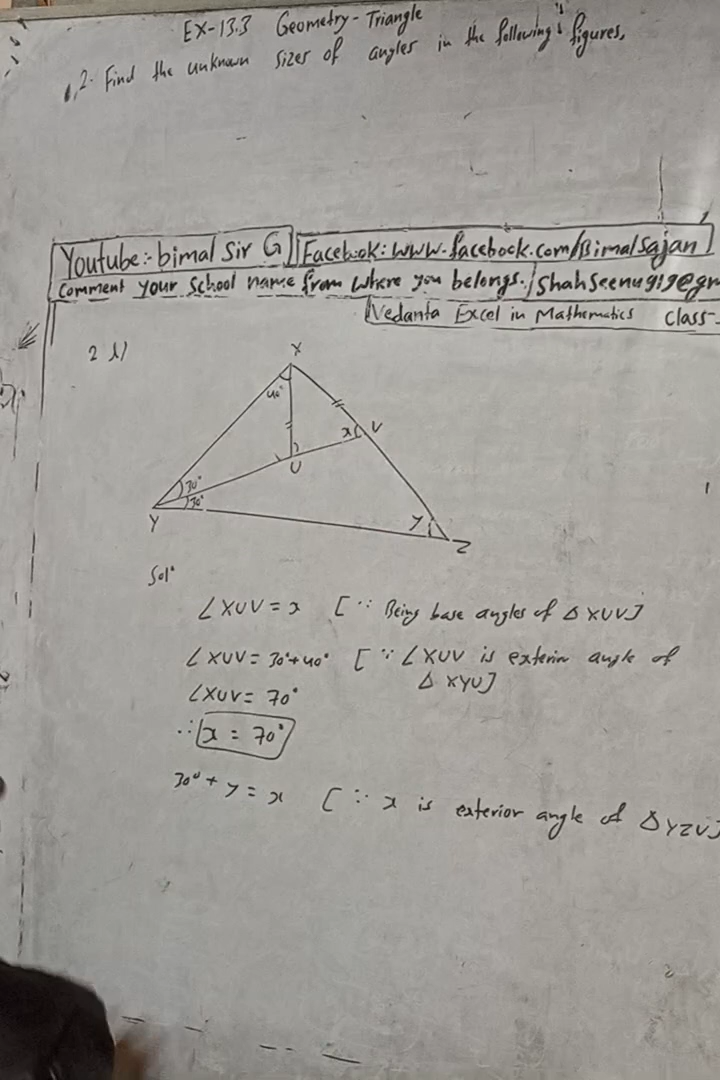 EX-13.3 Geometry-Triangle
2. Find the unknown sizes of angles in the following figures.
Youtube:- bimal Sir G Facebook: www.facebook.com/Bimalsajan
Comment your School name from where you belongs./
Vedanta Excel in Mathematics Class-
2 l)
X
40°
x V
U
30°
30°
Y
y
Z
Solⁿ
∠XUV = x [∵ Being base angles of Δ XUV]
∠XUV = 30°+40° [∵ ∠XUV is exterior angle of
Δ XYU]
∠XUV = 70°
∴ x = 70°
30° + y = x [∵ x is exterior angle of Δ YZV]